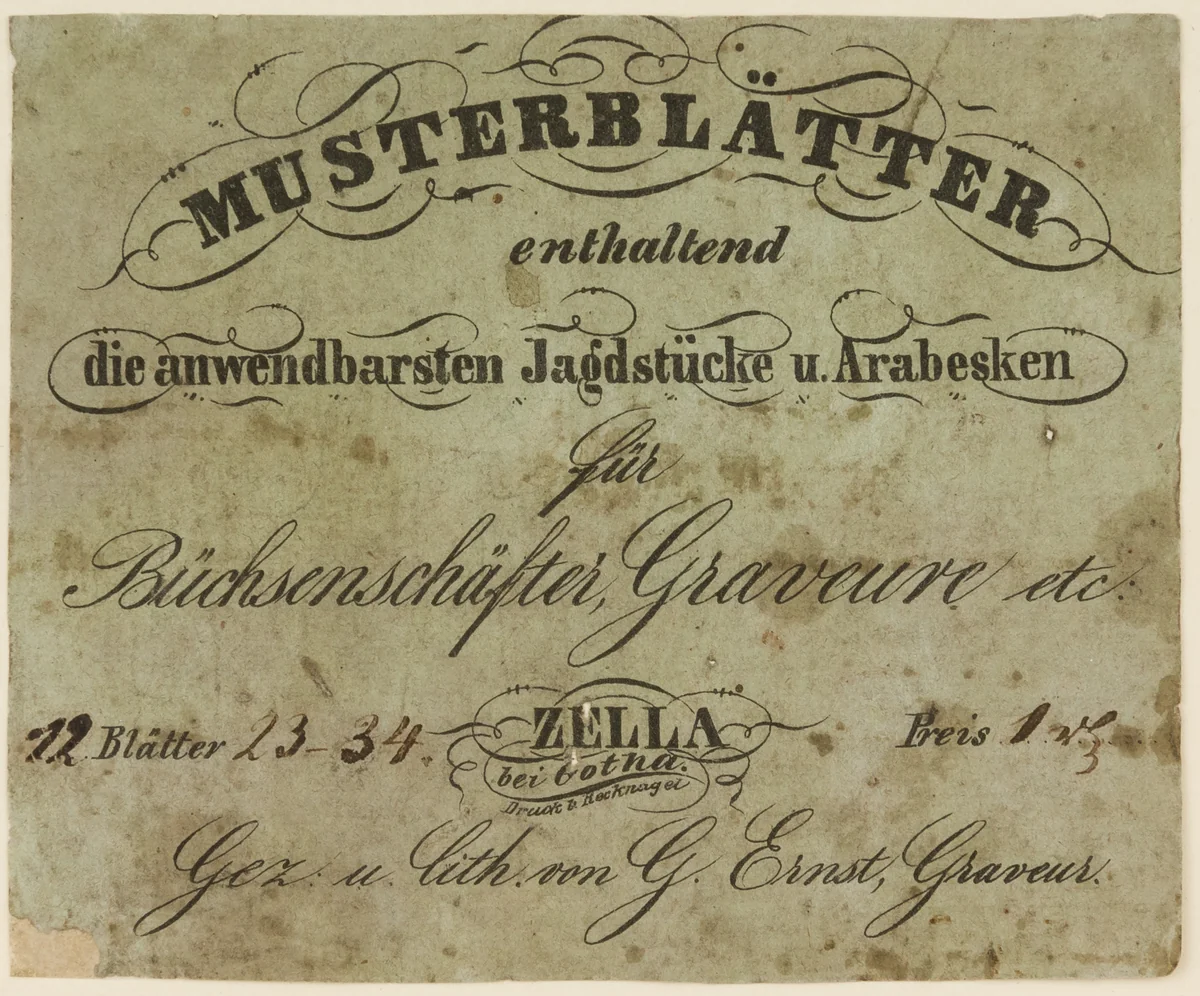 MUSTERBLÄTTER
enthaltend
die anwendbarsten Jagdstücke u. Arabesken
für
Büchsenschäfter, Graveure etc.
12 Blätter 23-34.
ZELLA
bei Gotha.
Druck b. Recknagel
Preis 1
Gez. u. lith. von G. Ernst, Graveur.